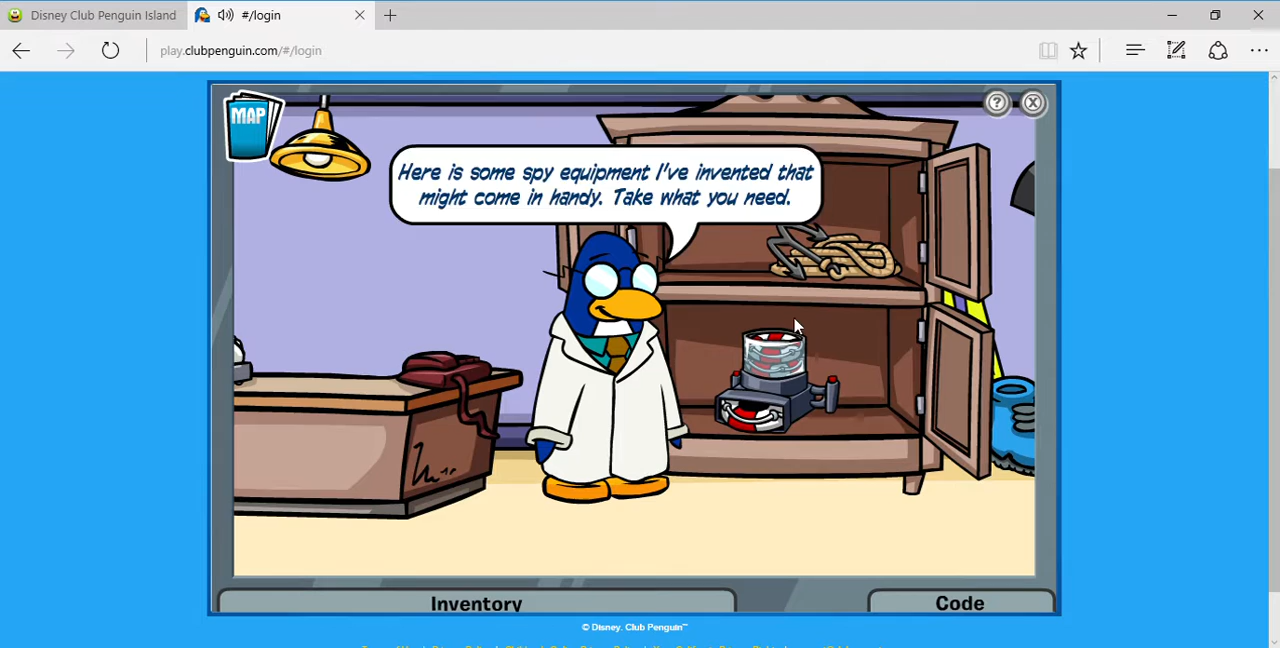 Disney Club Penguin Island
#/login
play.clubpenguin.com/#/login
MAP
?
X
Here is some spy equipment I've invented that
might come in handy. Take what you need.
Inventory
Code
© Disney. Club Penguin™